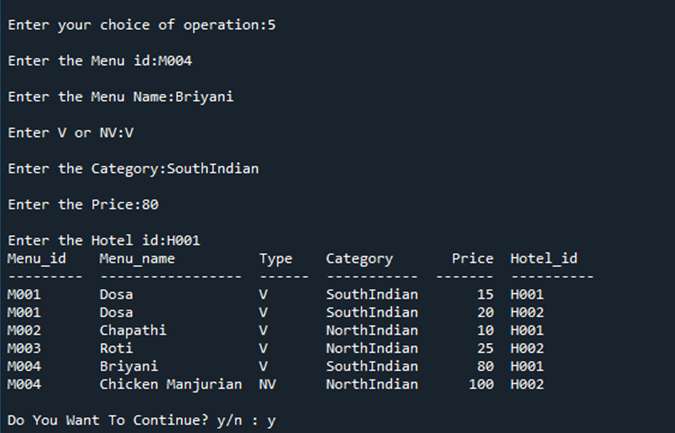 Enter your choice of operation:5
Enter the Menu id:M004
Enter the Menu Name:Briyani
Enter V or NV:V
Enter the Category:SouthIndian
Enter the Price:80
Enter the Hotel id:H001
Menu_id    Menu_name          Type    Category     Price  Hotel_id
---------  -----------------  ------  -----------  -------  ----------
M001       Dosa               V       SouthIndian       15  H001
M001       Dosa               V       SouthIndian       20  H002
M002       Chapathi           V       NorthIndian       10  H001
M003       Roti               V       NorthIndian       25  H002
M004       Briyani            V       SouthIndian       80  H001
M004       Chicken Manjurian  NV      NorthIndian      100  H002
Do You Want To Continue? y/n : y